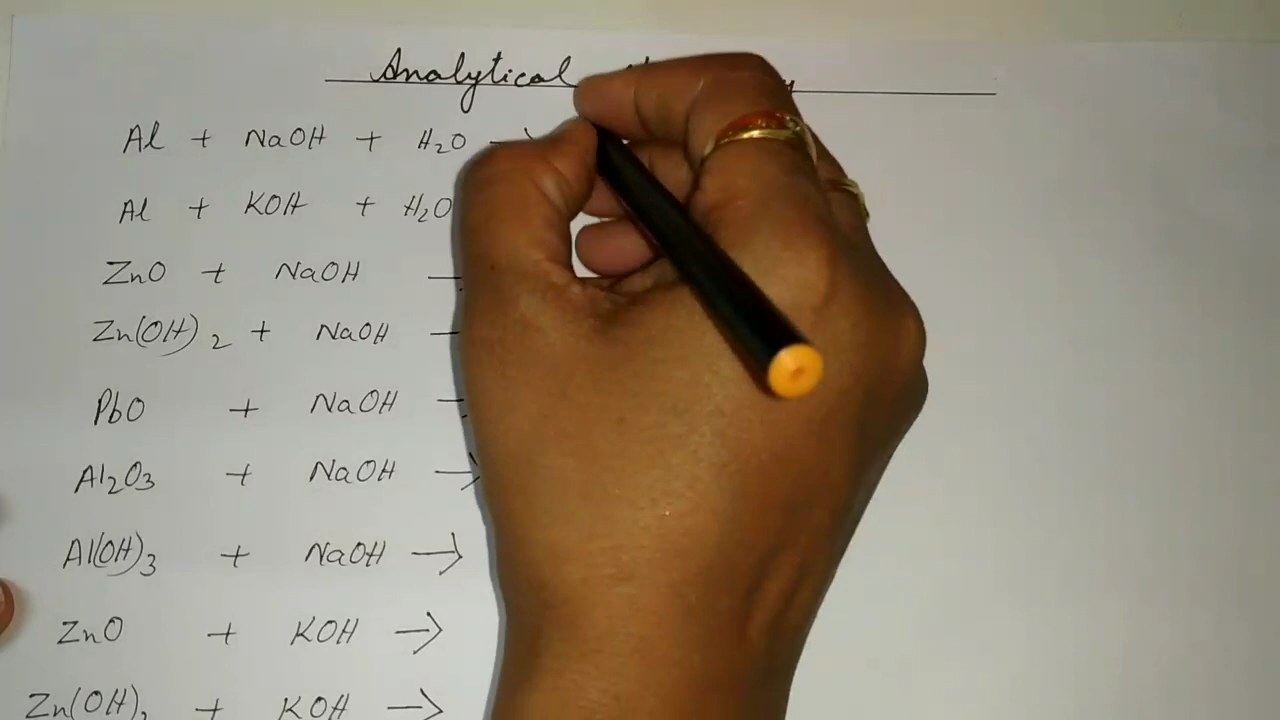 Analytical
Al + NaOH + H₂O →
Al + KOH + H₂O
ZnO + NaOH
Zn(OH)₂ + NaOH
PbO + NaOH
Al₂O₃ + NaOH →
Al(OH)₃ + NaOH →
ZnO + KOH →
Zn(OH)₂ + KOH →